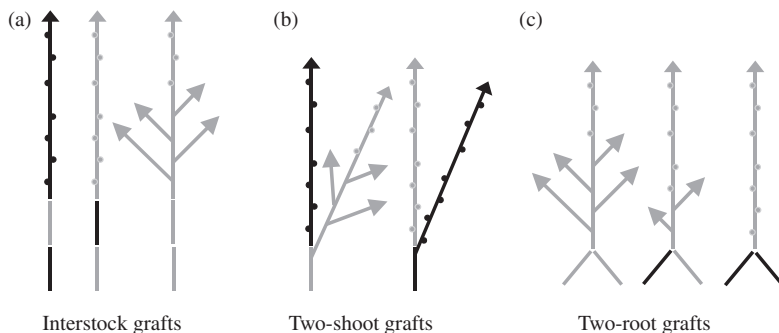 (a)
(b)
(c)
Interstock grafts
Two-shoot grafts
Two-root grafts